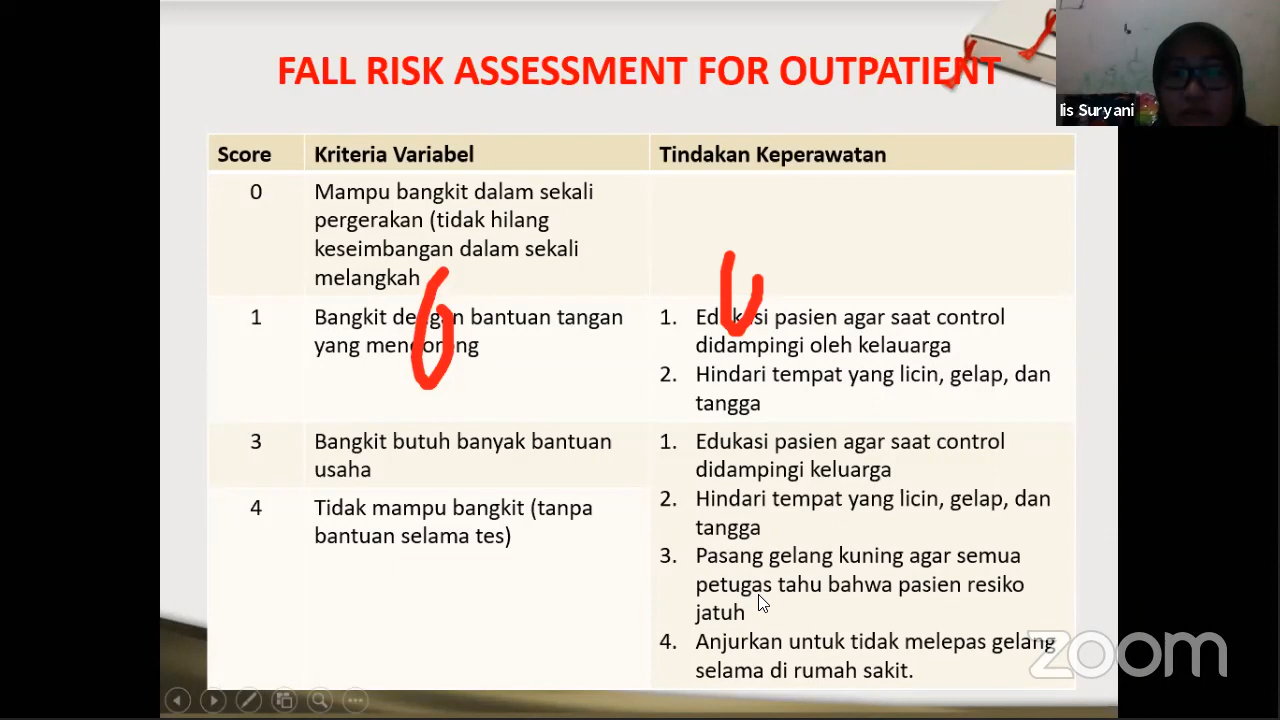 FALL RISK ASSESSMENT FOR OUTPATIENT
Iis Suryani
Score Kriteria Variabel Tindakan Keperawatan
0 Mampu bangkit dalam sekali
pergerakan (tidak hilang
keseimbangan dalam sekali
melangkah
1 Bangkit dengan bantuan tangan
yang mendorong
1. Edukasi pasien agar saat control
didampingi oleh kelauarga
2. Hindari tempat yang licin, gelap, dan
tangga
6
3 Bangkit butuh banyak bantuan
usaha
4 Tidak mampu bangkit (tanpa
bantuan selama tes)
1. Edukasi pasien agar saat control
didampingi keluarga
2. Hindari tempat yang licin, gelap, dan
tangga
3. Pasang gelang kuning agar semua
petugas tahu bahwa pasien resiko
jatuh
4. Anjurkan untuk tidak melepas gelang
selama di rumah sakit.
zoom